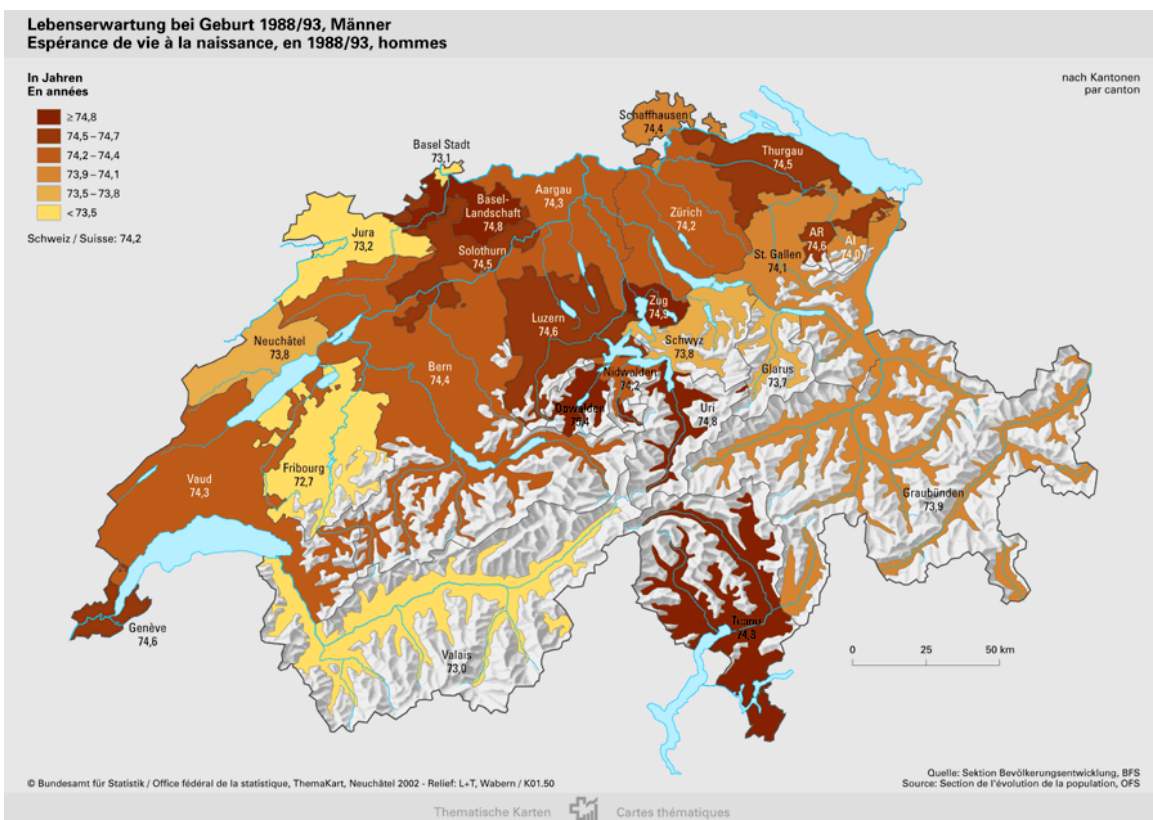 Lebenserwartung bei Geburt 1988/93, Männer
Espérance de vie à la naissance, en 1988/93, hommes
In Jahren
En années
≥ 74,8
74,5 – 74,7
74,2 – 74,4
73,9 – 74,1
73,5 – 73,8
< 73,5
Schweiz / Suisse: 74,2
nach Kantonen
par canton
Schaffhausen
74,4
Basel Stadt
73,1
Thurgau
74,5
Basel-
Landschaft
74,8
Aargau
74,3
Zürich
74,2
Jura
73,2
Solothurn
74,5
AR
74,6
AI
74,0
St. Gallen
74,1
Zug
74,9
Luzern
74,6
Neuchâtel
73,8
Schwyz
73,8
Bern
74,4
Nidwalden
74,2
Glarus
73,7
Obwalden
75,4
Uri
74,8
Fribourg
72,7
Vaud
74,3
Graubünden
73,9
Genève
74,6
Valais
73,0
Ticino
74,8
0 25 50 km
© Bundesamt für Statistik / Office fédéral de la statistique, ThemaKart, Neuchâtel 2002 - Relief: L+T, Wabern / K01.50
Quelle: Sektion Bevölkerungsentwicklung, BFS
Source: Section de l'évolution de la population, OFS
Thematische Karten Cartes thématiques